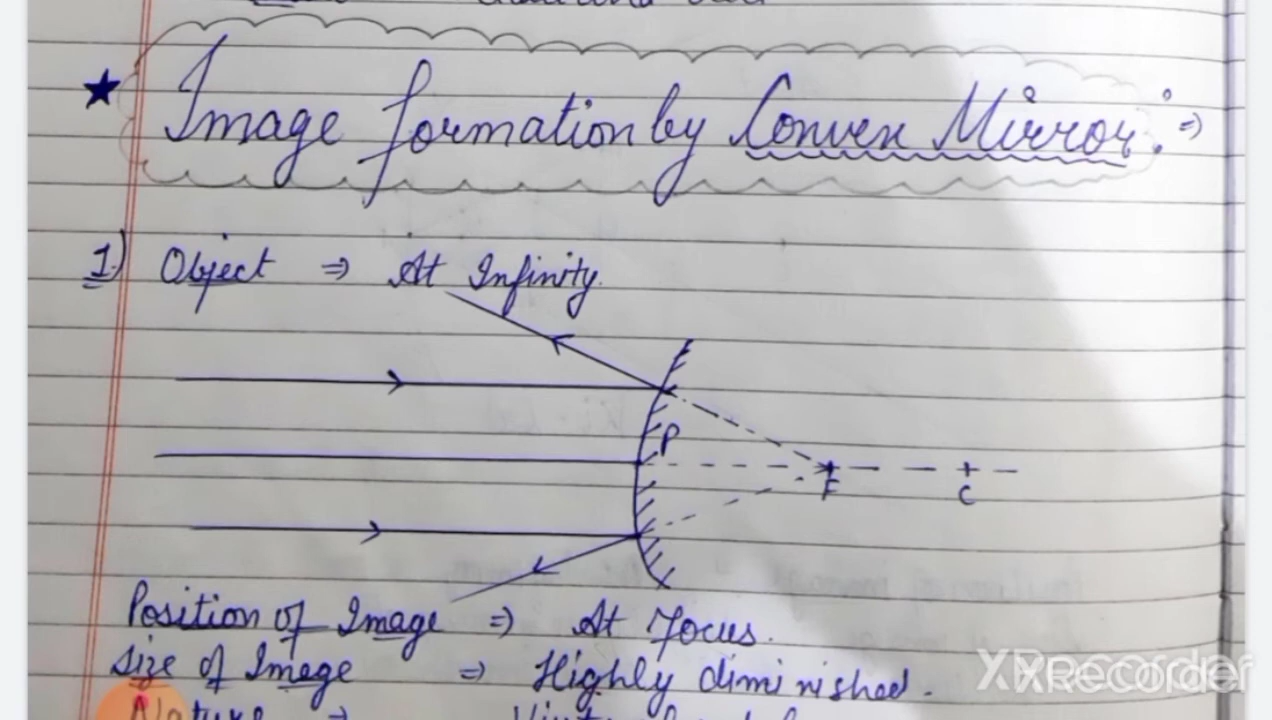 ★ Image formation by Convex Mirror : ⇒
1) Object ⇒ At Infinity.
P
F
C
Position of Image ⇒ At Focus.
Size of Image ⇒ Highly diminished.
Nature ⇒
XRecorder